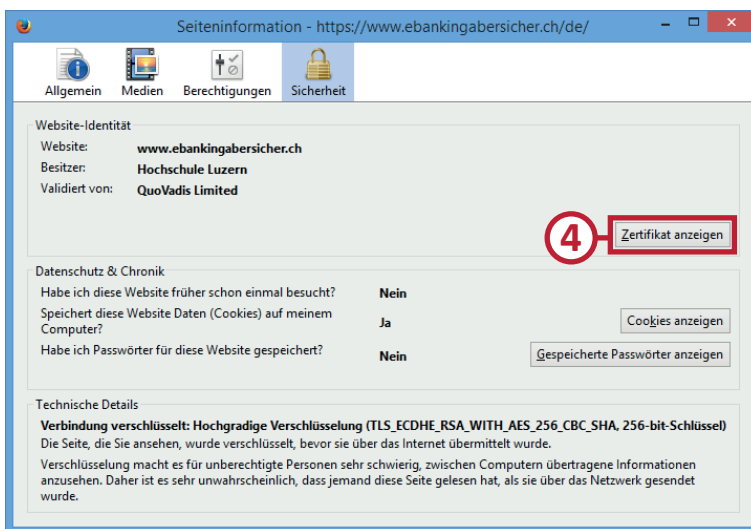 Seiteninformation - https://www.ebankingabersicher.ch/de/
Allgemein Medien Berechtigungen Sicherheit
Website-Identität
Website: www.ebankingabersicher.ch
Besitzer: Hochschule Luzern
Validiert von: QuoVadis Limited
4 Zertifikat anzeigen
Datenschutz & Chronik
Habe ich diese Website früher schon einmal besucht? Nein
Speichert diese Website Daten (Cookies) auf meinem
Computer? Ja Cookies anzeigen
Habe ich Passwörter für diese Website gespeichert? Nein Gespeicherte Passwörter anzeigen
Technische Details
Verbindung verschlüsselt: Hochgradige Verschlüsselung (TLS_ECDHE_RSA_WITH_AES_256_CBC_SHA, 256-bit-Schlüssel)
Die Seite, die Sie ansehen, wurde verschlüsselt, bevor sie über das Internet übermittelt wurde.
Verschlüsselung macht es für unberechtigte Personen sehr schwierig, zwischen Computern übertragene Informationen
anzusehen. Daher ist es sehr unwahrscheinlich, dass jemand diese Seite gelesen hat, als sie über das Netzwerk gesendet
wurde.